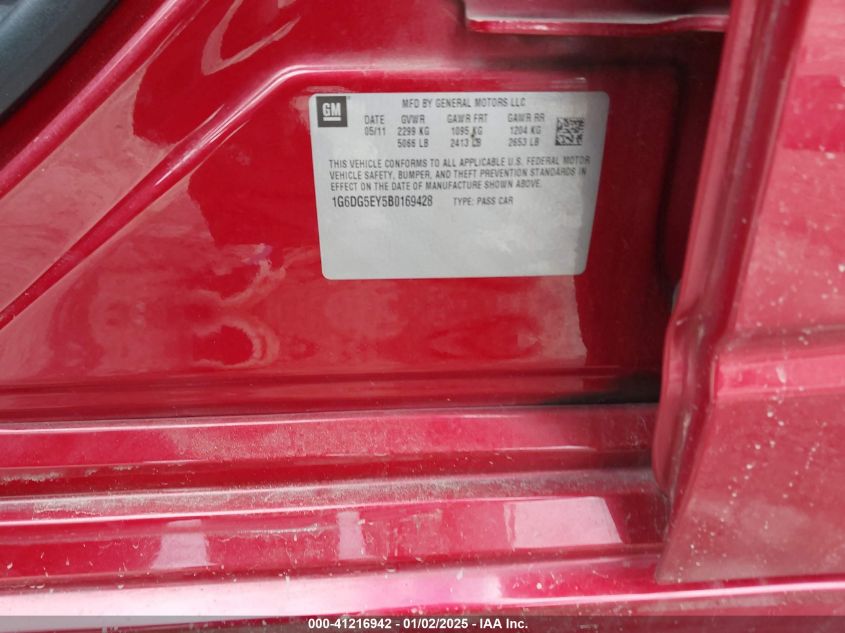 GM
MFD BY GENERAL MOTORS LLC
DATE GVWR GAWR FRT GAWR RR
05/11 2299 KG 1095 KG 1204 KG
5066 LB 2413 LB 2653 LB
THIS VEHICLE CONFORMS TO ALL APPLICABLE U.S. FEDERAL MOTOR
VEHICLE SAFETY, BUMPER, AND THEFT PREVENTION STANDARDS IN
EFFECT ON THE DATE OF MANUFACTURE SHOWN ABOVE.
1G6DG5EY5B0169428 TYPE: PASS CAR
000-41216942 - 01/02/2025 - IAA Inc.